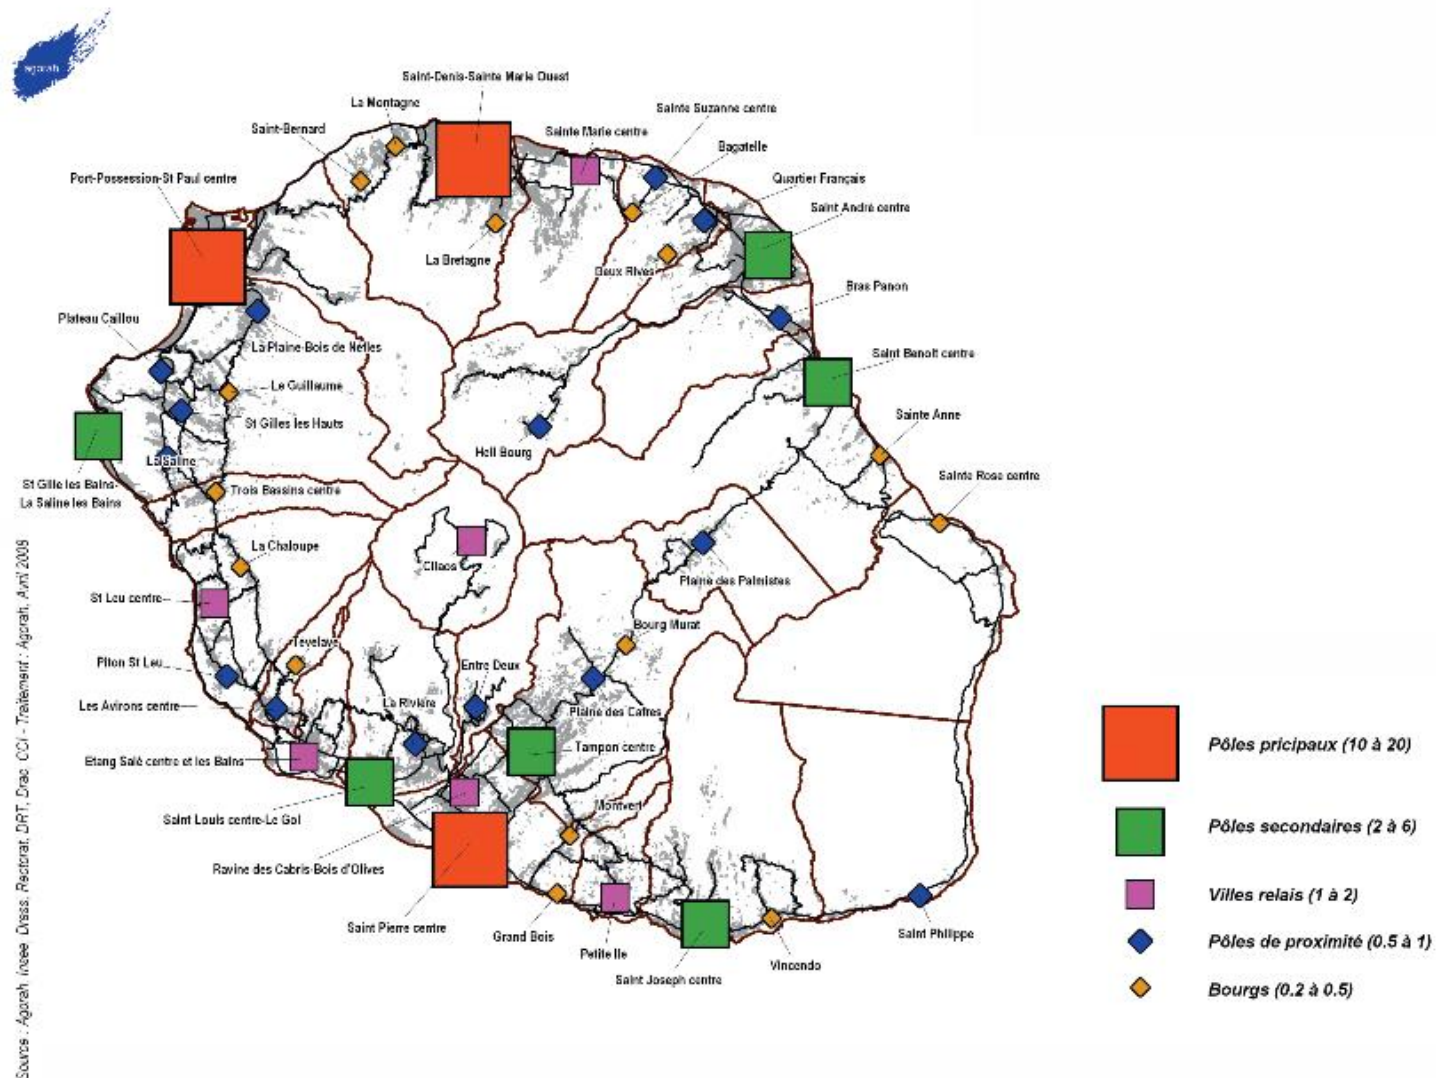 agorah
Saint-Denis-Sainte Marie Ouest
La Montagne
Sainte Suzanne centre
Saint-Bernard
Sainte Marie centre
Bagatelle
Port-Possession-St Paul centre
Quartier Français
Saint André centre
La Bretagne
Deux Rives
Bras Panon
Plateau Caillou
La Plaine-Bois de Nèfles
Saint Benoît centre
Le Guillaume
Sainte Anne
St Gilles les Hauts
Hell Bourg
La Saline
Sainte Rose centre
St Gille les Bains-
La Saline les Bains
Trois Bassins centre
La Chaloupe
Cilaos
Plaine des Palmistes
St Leu centre
Bourg Murat
Tevelave
Piton St Leu
Entre Deux
Les Avirons centre
La Rivière
Plaine des Cafres
Tampon centre
Etang Salé centre et les Bains
Montvert
Saint Louis centre-Le Gol
Ravine des Cabris-Bois d'Olives
Saint Pierre centre
Grand Bois
Petite Ile
Saint Joseph centre
Vincendo
Saint Philippe
Pôles pricipaux (10 à 20)
Pôles secondaires (2 à 6)
Villes relais (1 à 2)
Pôles de proximité (0.5 à 1)
Bourgs (0.2 à 0.5)
Source : Agorah, Insee, Drass, Rectorat, DRT, Drac, CCI - Traitement : Agorah, Avril 2009